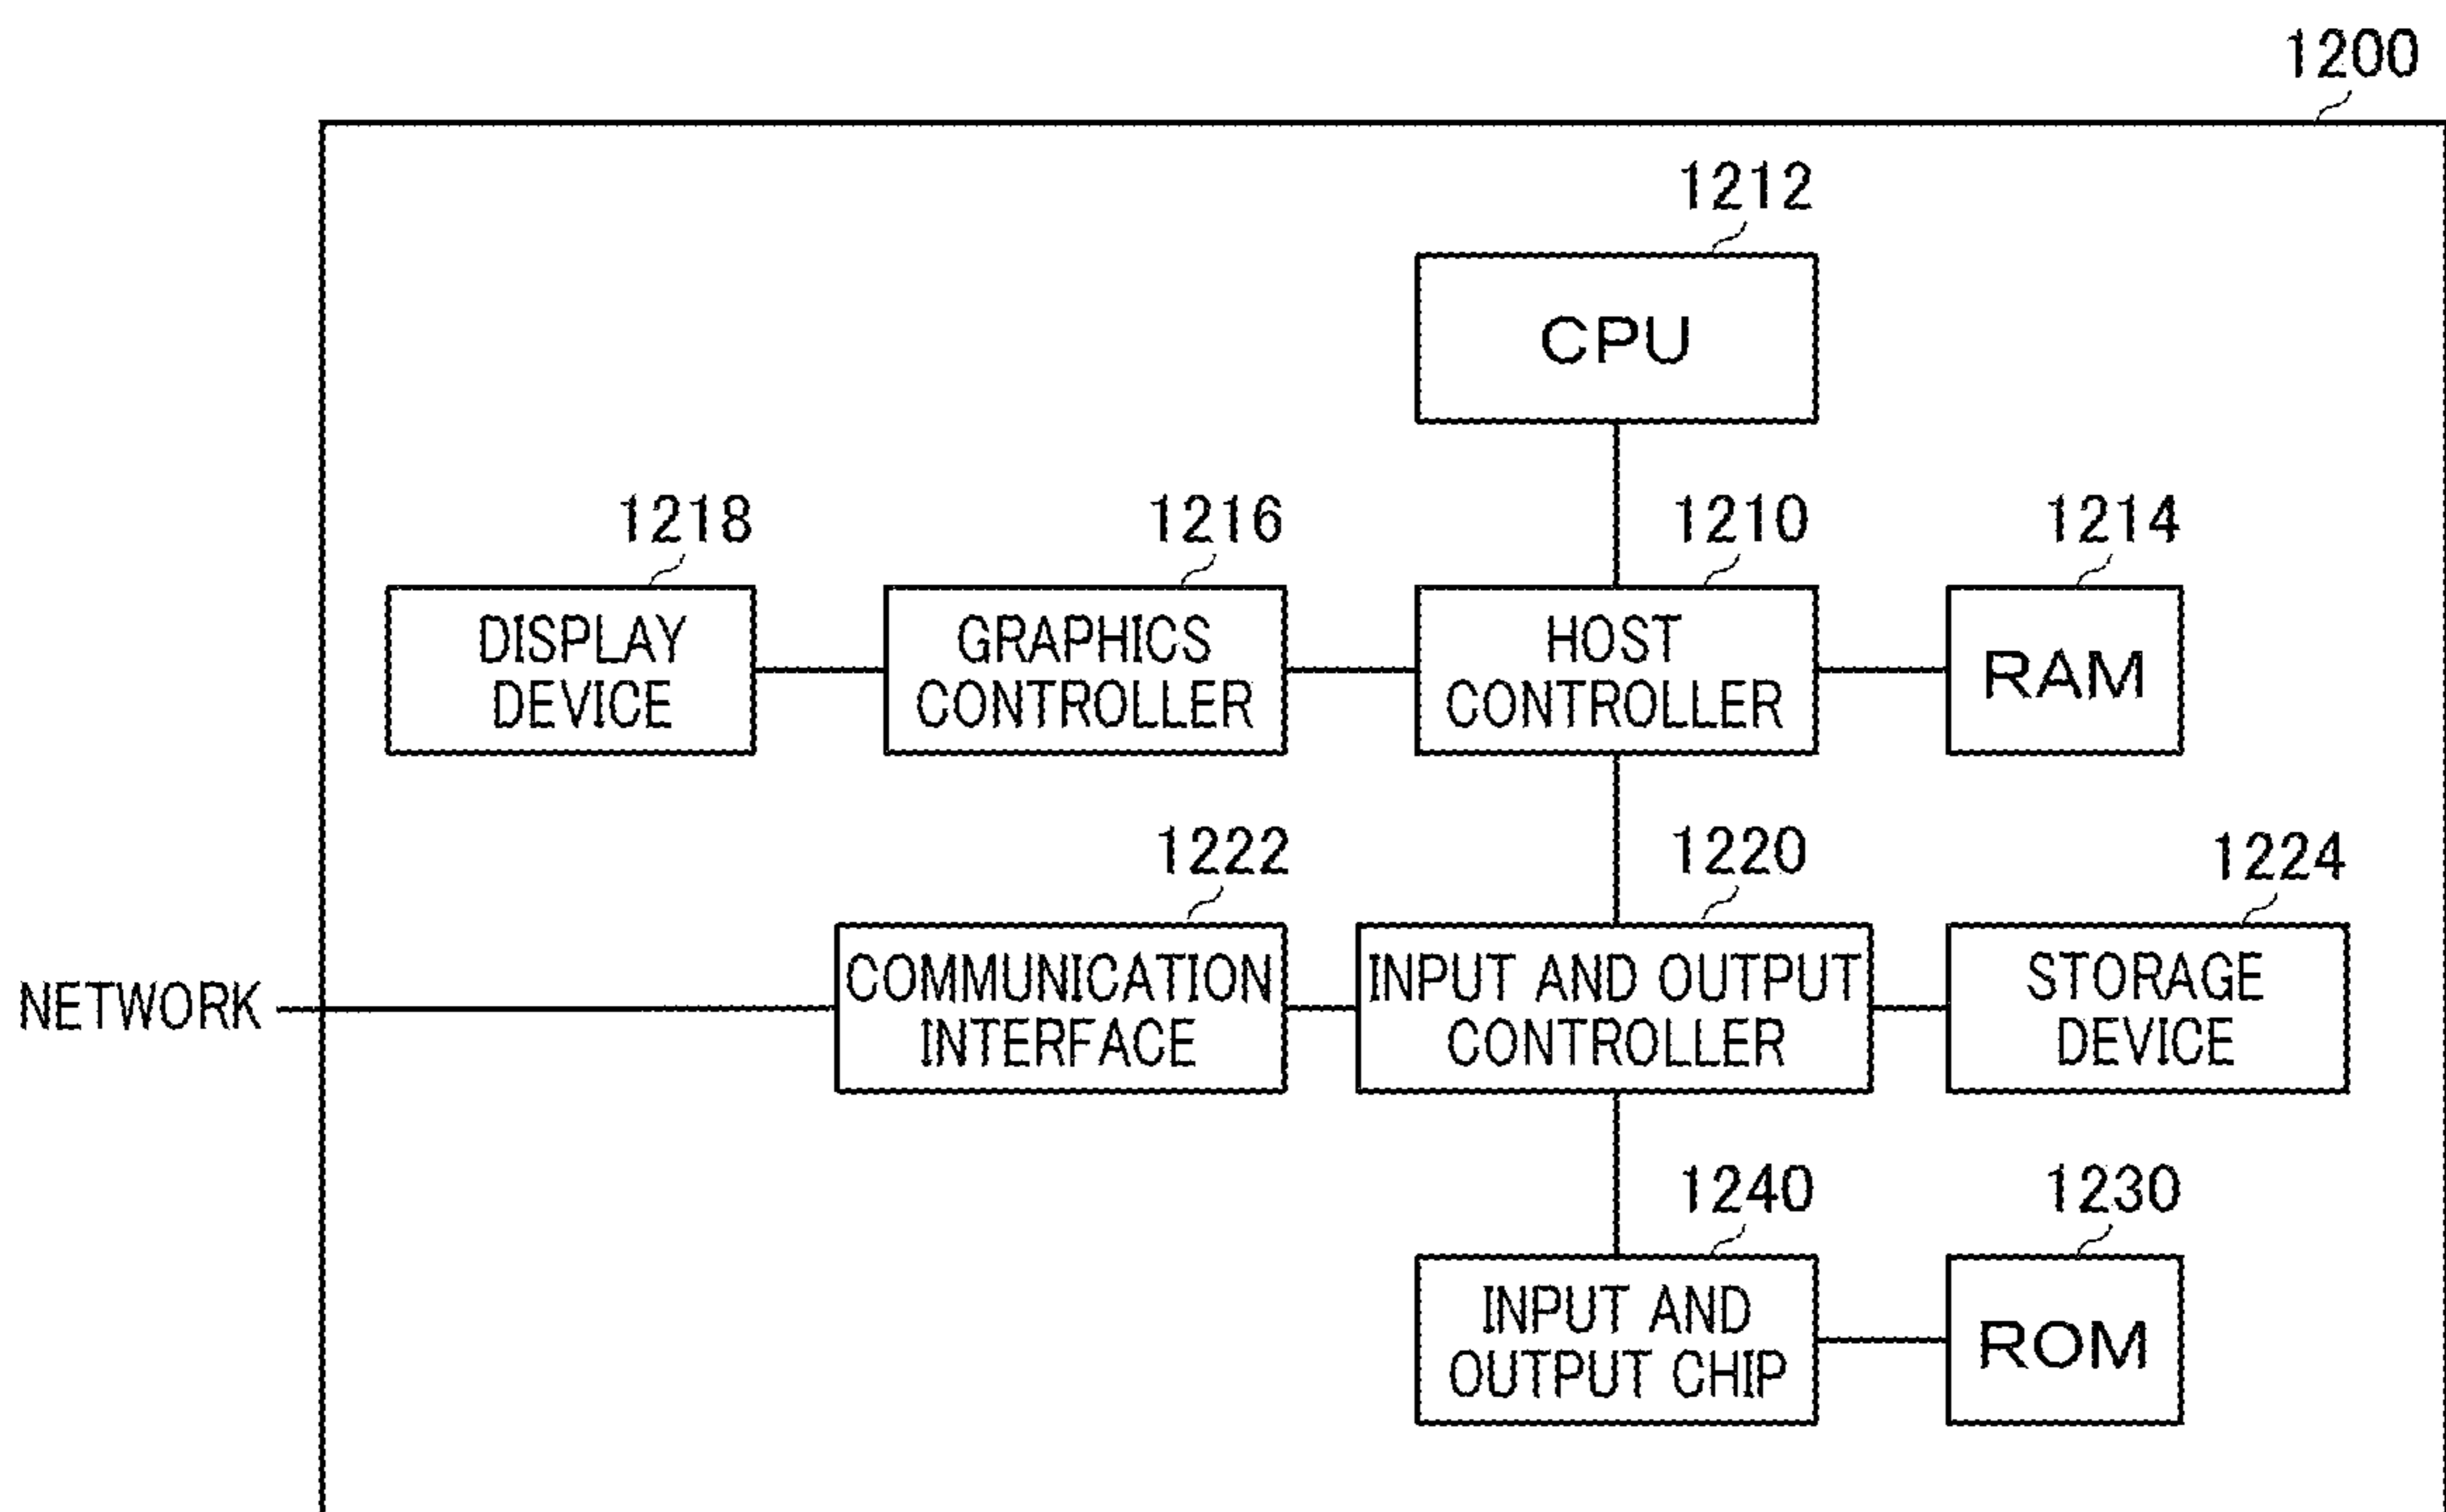 1200
1212
CPU
1218
1216
1210
1214
DISPLAY
DEVICE
GRAPHICS
CONTROLLER
HOST
CONTROLLER
RAM
1222
1220
1224
NETWORK
COMMUNICATION
INTERFACE
INPUT AND OUTPUT
CONTROLLER
STORAGE
DEVICE
1240
1230
INPUT AND
OUTPUT CHIP
ROM